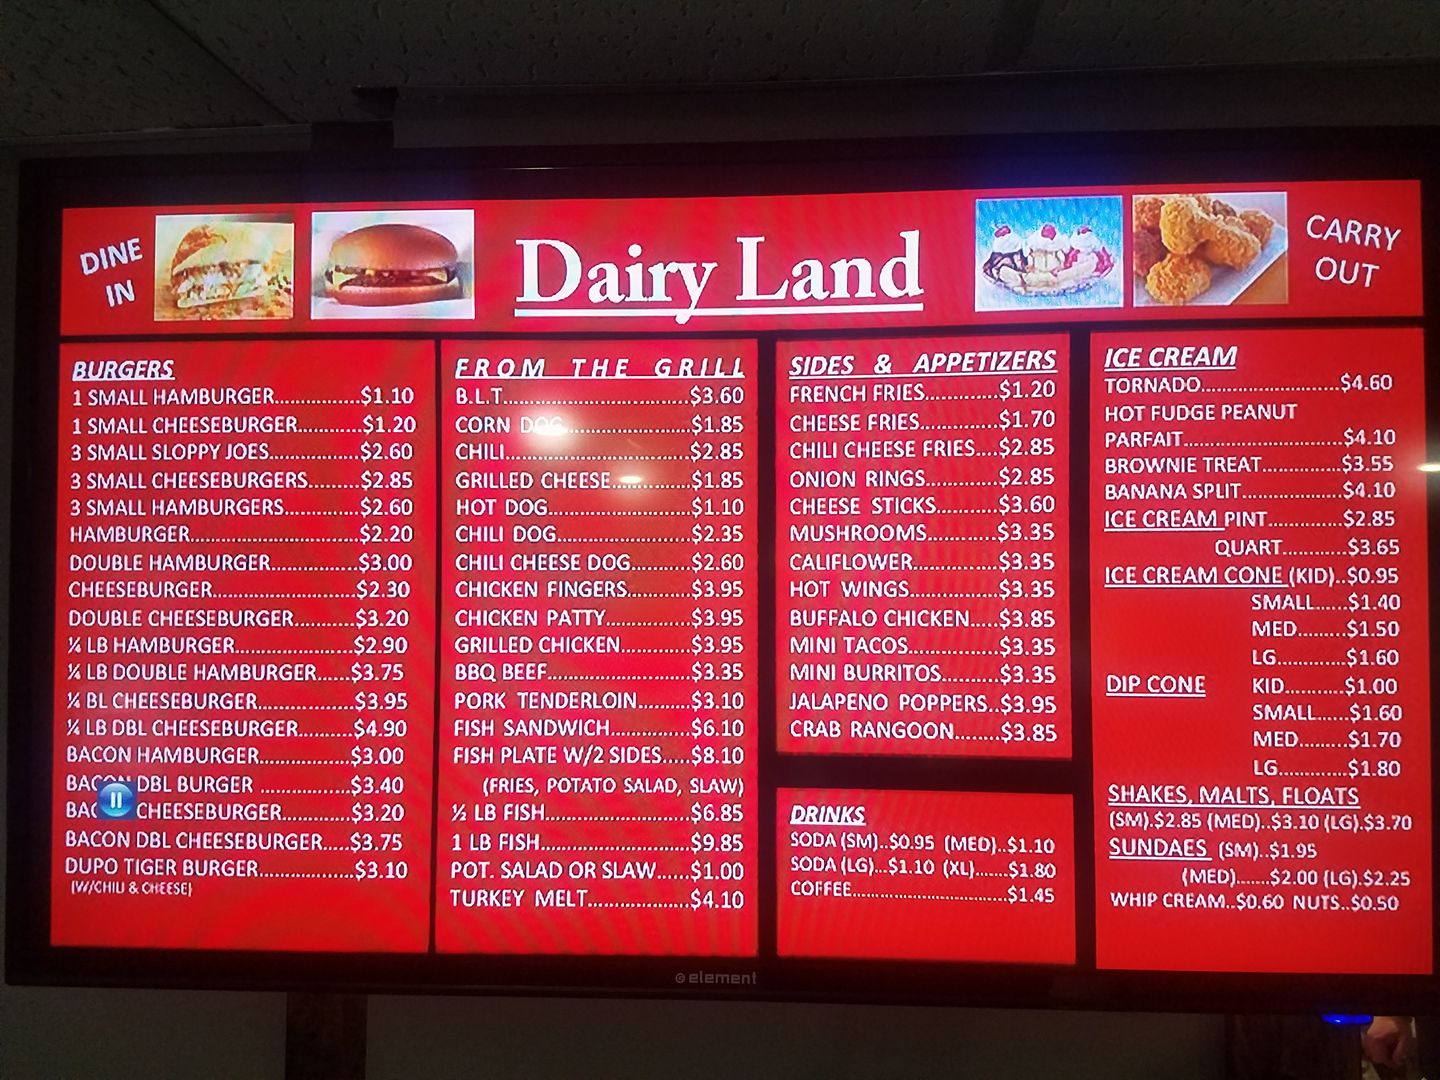 DINE
IN
Dairy Land
CARRY
OUT
BURGERS
1 SMALL HAMBURGER...............$1.10
1 SMALL CHEESEBURGER...........$1.20
3 SMALL SLOPPY JOES...............$2.60
3 SMALL CHEESEBURGERS.........$2.85
3 SMALL HAMBURGERS.............$2.60
HAMBURGER.............................$2.20
DOUBLE HAMBURGER...............$3.00
CHEESEBURGER........................$2.30
DOUBLE CHEESEBURGER..........$3.20
¼ LB HAMBURGER....................$2.90
¼ LB DOUBLE HAMBURGER......$3.75
¼ BL CHEESEBURGER................$3.95
¼ LB DBL CHEESEBURGER.........$4.90
BACON HAMBURGER................$3.00
BACON DBL BURGER ...............$3.40
CHEESEBURGER............$3.20
BACON DBL CHEESEBURGER.....$3.75
DUPO TIGER BURGER................$3.10
(W/CHILI & CHEESE)
FROM THE GRILL
B.L.T................................$3.60
CORN DOG.....................$1.85
CHILI...............................$2.85
GRILLED CHEESE.............$1.85
HOT DOG........................$1.10
CHILI DOG.......................$2.35
CHILI CHEESE DOG..........$2.60
CHICKEN FINGERS...........$3.95
CHICKEN PATTY...............$3.95
GRILLED CHICKEN............$3.95
BBQ BEEF.........................$3.35
PORK TENDERLOIN.........$3.10
FISH SANDWICH..............$6.10
FISH PLATE W/2 SIDES.....$8.10
(FRIES, POTATO SALAD, SLAW)
½ LB FISH.........................$6.85
1 LB FISH..........................$9.85
POT. SALAD OR SLAW......$1.00
TURKEY MELT...................$4.10
SIDES & APPETIZERS
FRENCH FRIES.............$1.20
CHEESE FRIES..............$1.70
CHILI CHEESE FRIES....$2.85
ONION RINGS.............$2.85
CHEESE STICKS...........$3.60
MUSHROOMS............$3.35
CALIFLOWER...............$3.35
HOT WINGS...............$3.35
BUFFALO CHICKEN.....$3.85
MINI TACOS................$3.35
MINI BURRITOS..........$3.35
JALAPENO POPPERS..$3.95
CRAB RANGOON........$3.85
DRINKS
SODA (SM)..$0.95 (MED)..$1.10
SODA (LG)...$1.10 (XL).......$1.80
COFFEE...............................$1.45
ICE CREAM
TORNADO........................$4.60
HOT FUDGE PEANUT
PARFAIT...........................$4.10
BROWNIE TREAT.............$3.55
BANANA SPLIT.................$4.10
ICE CREAM PINT.............$2.85
QUART...........$3.65
ICE CREAM CONE (KID)..$0.95
SMALL......$1.40
MED.........$1.50
LG............$1.60
DIP CONE KID...........$1.00
SMALL......$1.60
MED.........$1.70
LG............$1.80
SHAKES, MALTS, FLOATS
(SM).$2.85 (MED)..$3.10 (LG).$3.70
SUNDAES (SM)..$1.95
(MED).......$2.00 (LG).$2.25
WHIP CREAM..$0.60 NUTS..$0.50
element